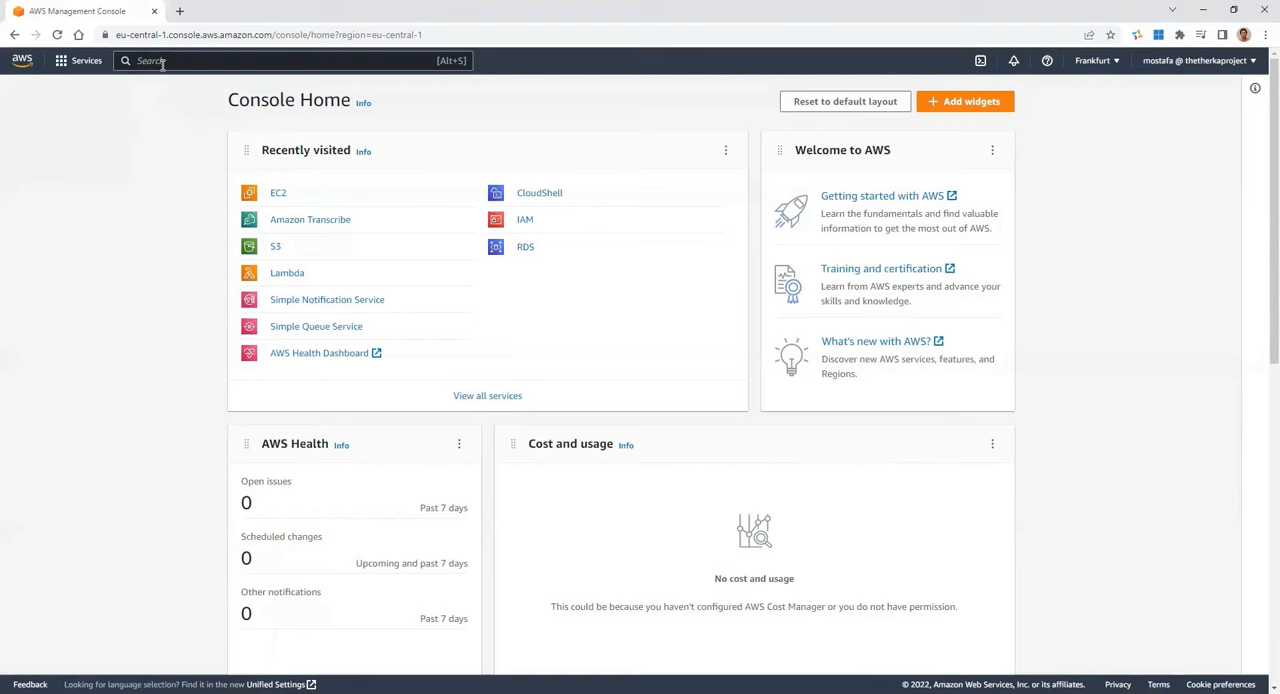 AWS Management Console
eu-central-1.console.aws.amazon.com/console/home?region=eu-central-1
aws
Services
Search
[Alt+S]
Frankfurt
mostafa @ thetherkaproject
Console Home Info
Reset to default layout
Add widgets
Recently visited Info
EC2
Amazon Transcribe
S3
Lambda
Simple Notification Service
Simple Queue Service
AWS Health Dashboard
CloudShell
IAM
RDS
View all services
Welcome to AWS
Getting started with AWS
Learn the fundamentals and find valuable
information to get the most out of AWS.
Training and certification
Learn from AWS experts and advance your
skills and knowledge.
What's new with AWS?
Discover new AWS services, features, and
Regions.
AWS Health Info
Open issues
0 Past 7 days
Scheduled changes
0 Upcoming and past 7 days
Other notifications
0 Past 7 days
Cost and usage Info
No cost and usage
This could be because you haven't configured AWS Cost Manager or you do not have permission.
Feedback
Looking for language selection? Find it in the new Unified Settings
© 2022, Amazon Web Services, Inc. or its affiliates.
Privacy
Terms
Cookie preferences